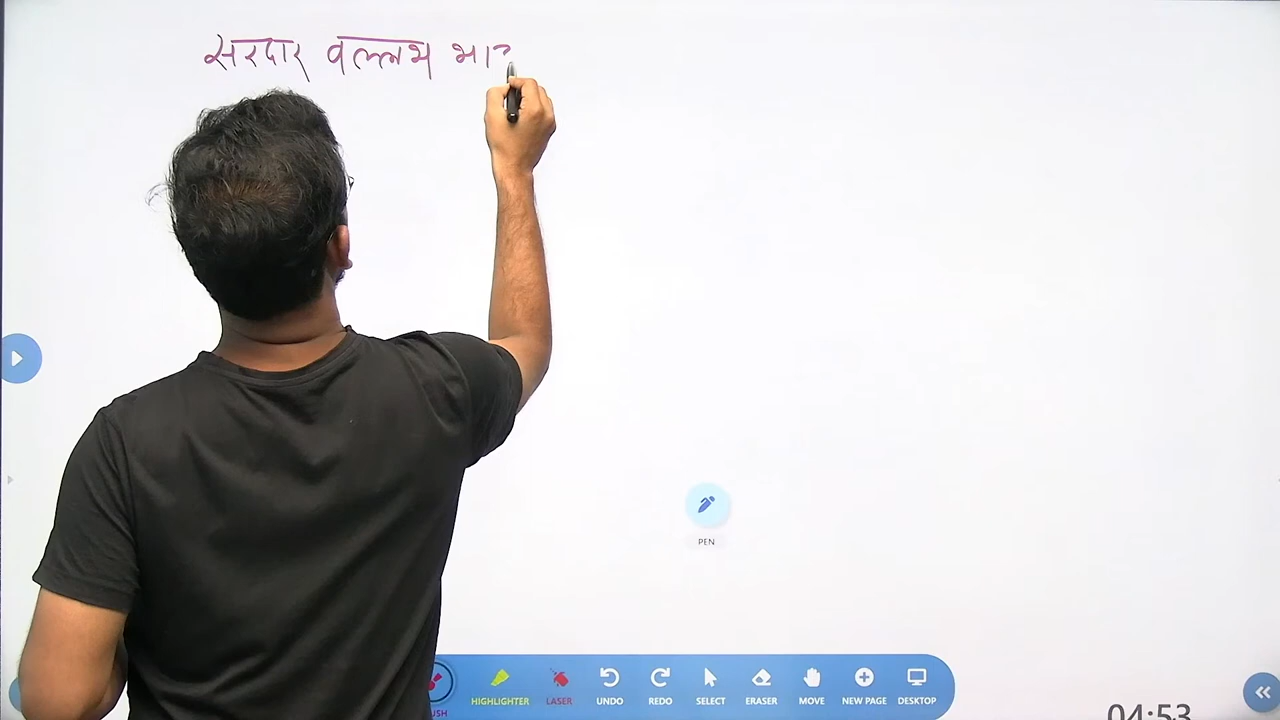 सरदार वल्लभ भा
PEN
HIGHLIGHTER LASER UNDO REDO SELECT ERASER MOVE NEW PAGE DESKTOP
04:53